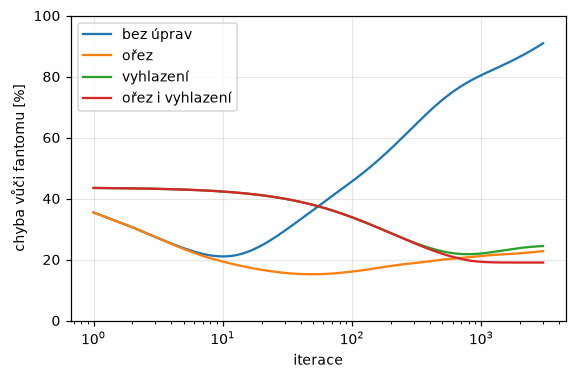 100
80
60
40
20
0
chyba vůči fantomu [%]
bez úprav
ořez
vyhlazení
ořez i vyhlazení
10⁰ 10¹ 10² 10³
iterace